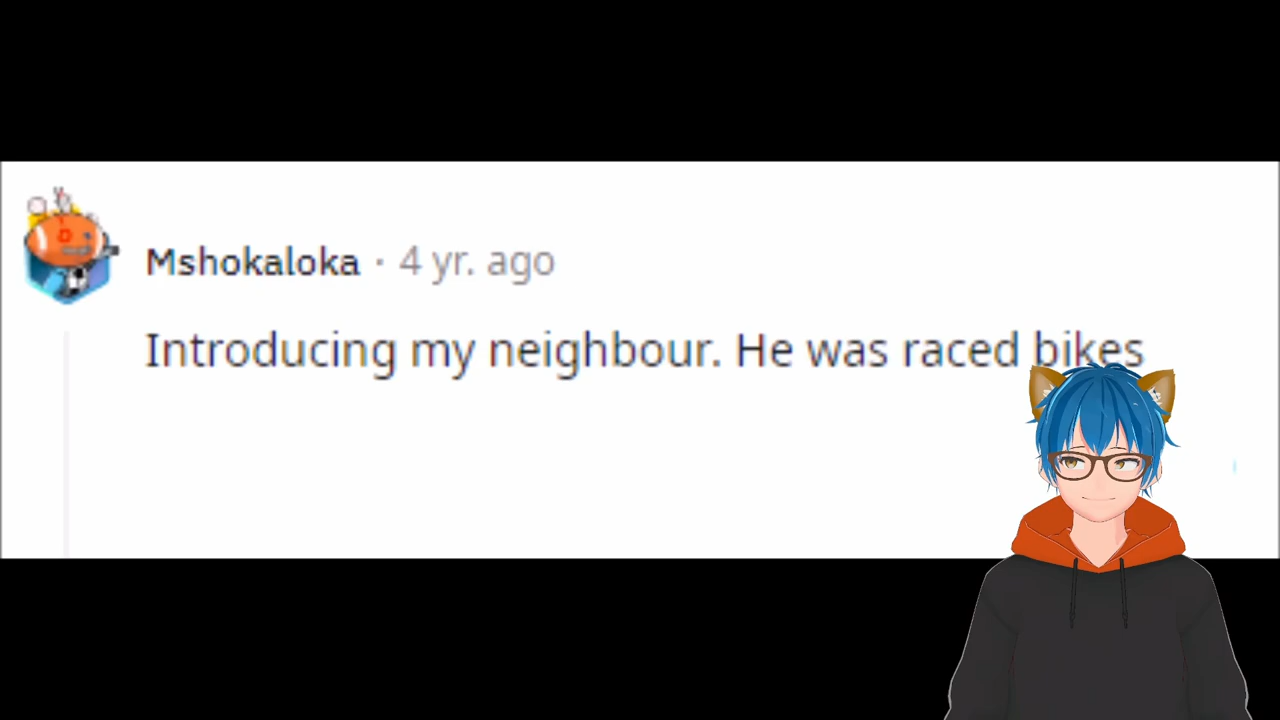 Mshokaloka · 4 yr. ago
Introducing my neighbour. He was raced bikes